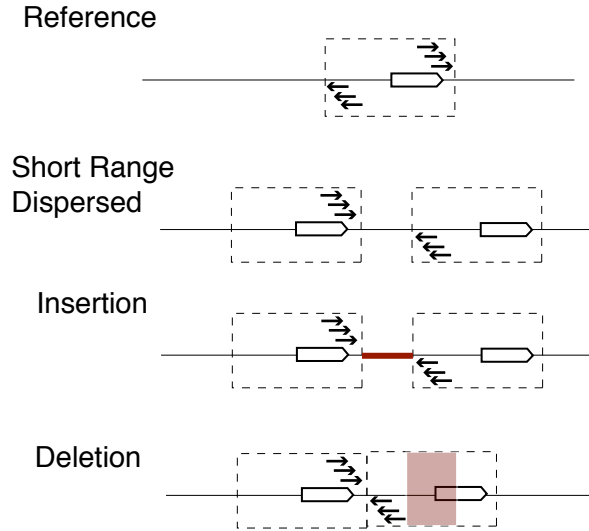 Reference
Short Range
Dispersed
Insertion
Deletion